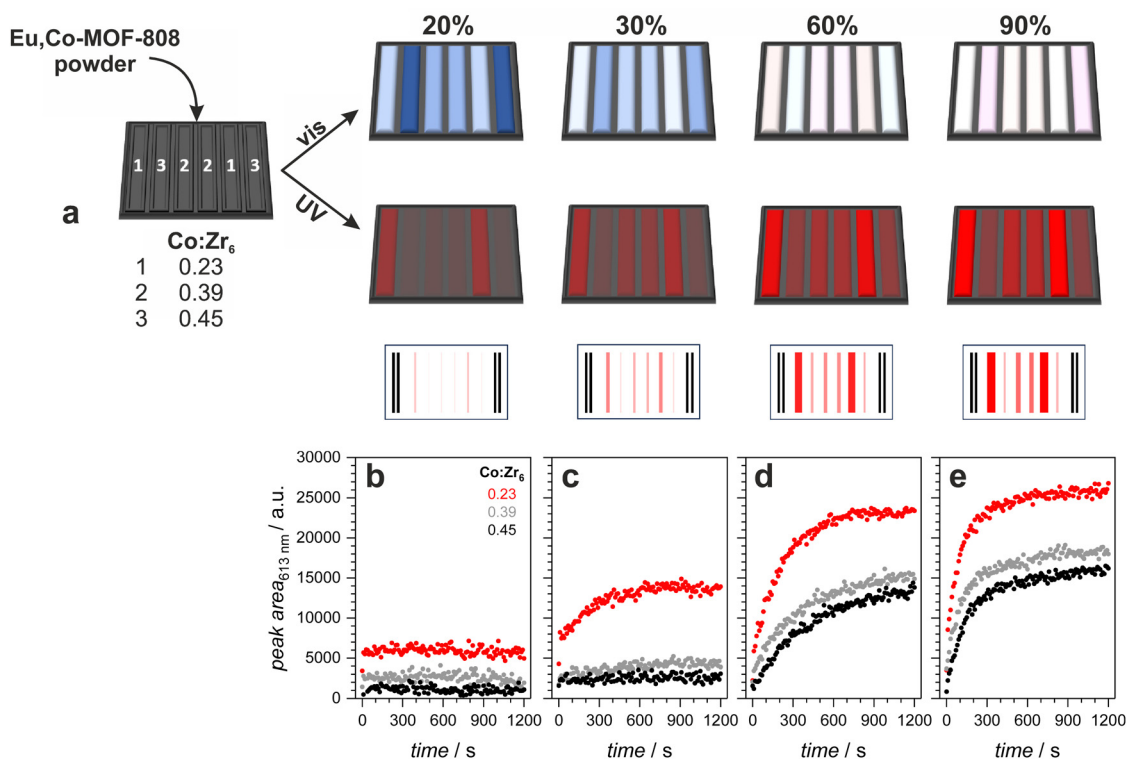 20%
30%
60%
90%
Eu,Co-MOF-808
powder
vis
1 3 2 2 1 3
UV
a
Co:Zr6
1 0.23
2 0.39
3 0.45
30000
25000
20000
15000
10000
5000
0
peak area613 nm / a.u.
b
Co:Zr6
0.23
0.39
0.45
c
d
e
0 300 600 900 1200
0 300 600 900 1200
0 300 600 900 1200
0 300 600 900 1200
time / s
time / s
time / s
time / s